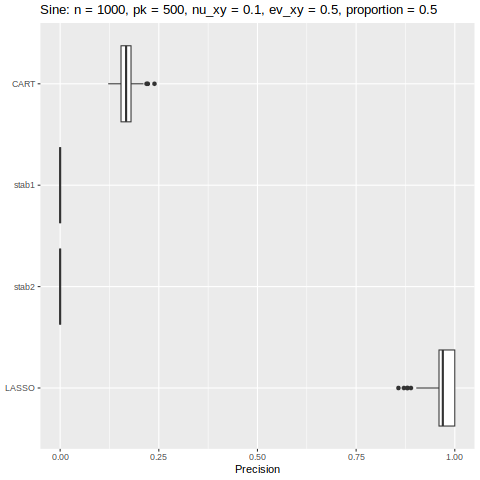 Sine: n = 1000, pk = 500, nu_xy = 0.1, ev_xy = 0.5, proportion = 0.5
CART
stab1
stab2
LASSO
0.00
0.25
0.50
0.75
1.00
Precision